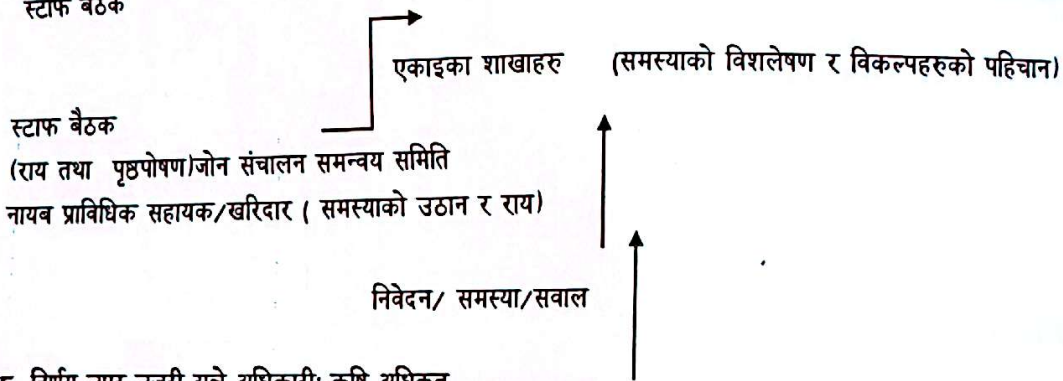 स्टाफ बैठक
एकाइका शाखाहरु (समस्याको विशलेषण र विकल्पहरुको पहिचान)
स्टाफ बैठक
(राय तथा पृष्ठपोषण)जोन संचालन समन्वय समिति
नायब प्राविधिक सहायक/खरिदार ( समस्याको उठान र राय)
निवेदन/ समस्या/सवाल